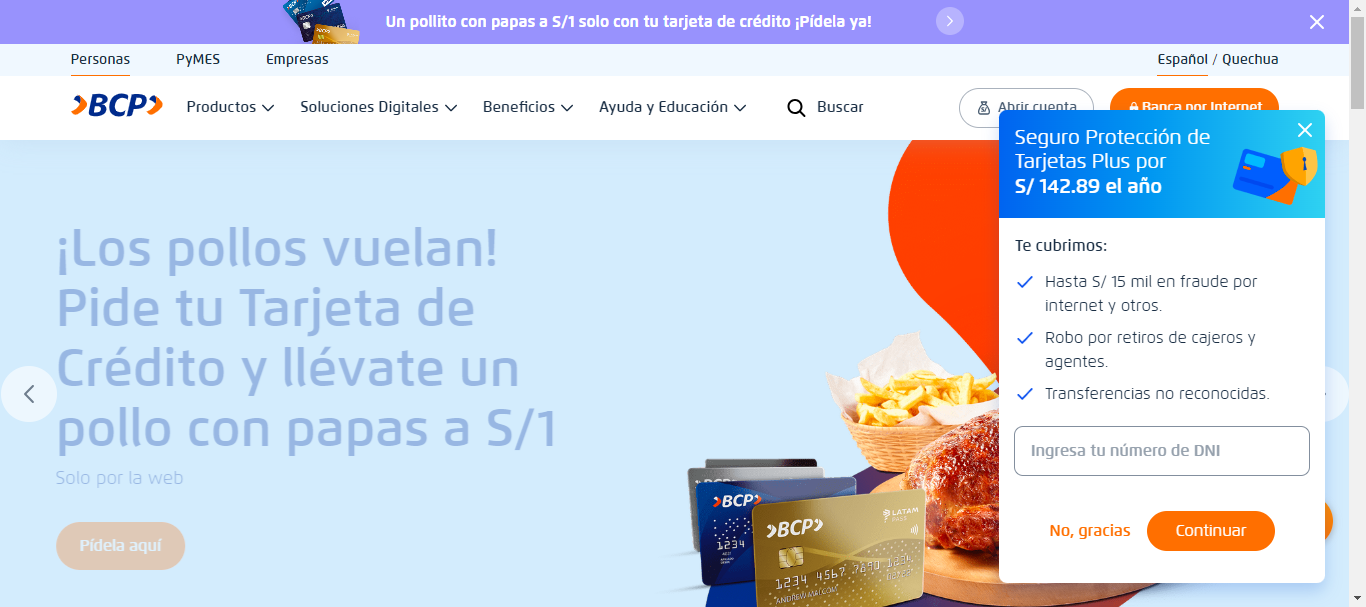 Un pollito con papas a S/1 solo con tu tarjeta de crédito ¡Pídela ya!
Personas PyMES Empresas Español / Quechua
BCP Productos Soluciones Digitales Beneficios Ayuda y Educación Buscar Abrir cuenta Banca por Internet
¡Los pollos vuelan!
Pide tu Tarjeta de
Crédito y llévate un
pollo con papas a S/1
Solo por la web
Pídela aquí
BCP
BCP
1234
BCP
LATAM
PASS
1234 4567 7890 1234
Seguro Protección de
Tarjetas Plus por
S/ 142.89 el año
Te cubrimos:
Hasta S/ 15 mil en fraude por
internet y otros.
Robo por retiros de cajeros y
agentes.
Transferencias no reconocidas.
Ingresa tu número de DNI
No, gracias Continuar